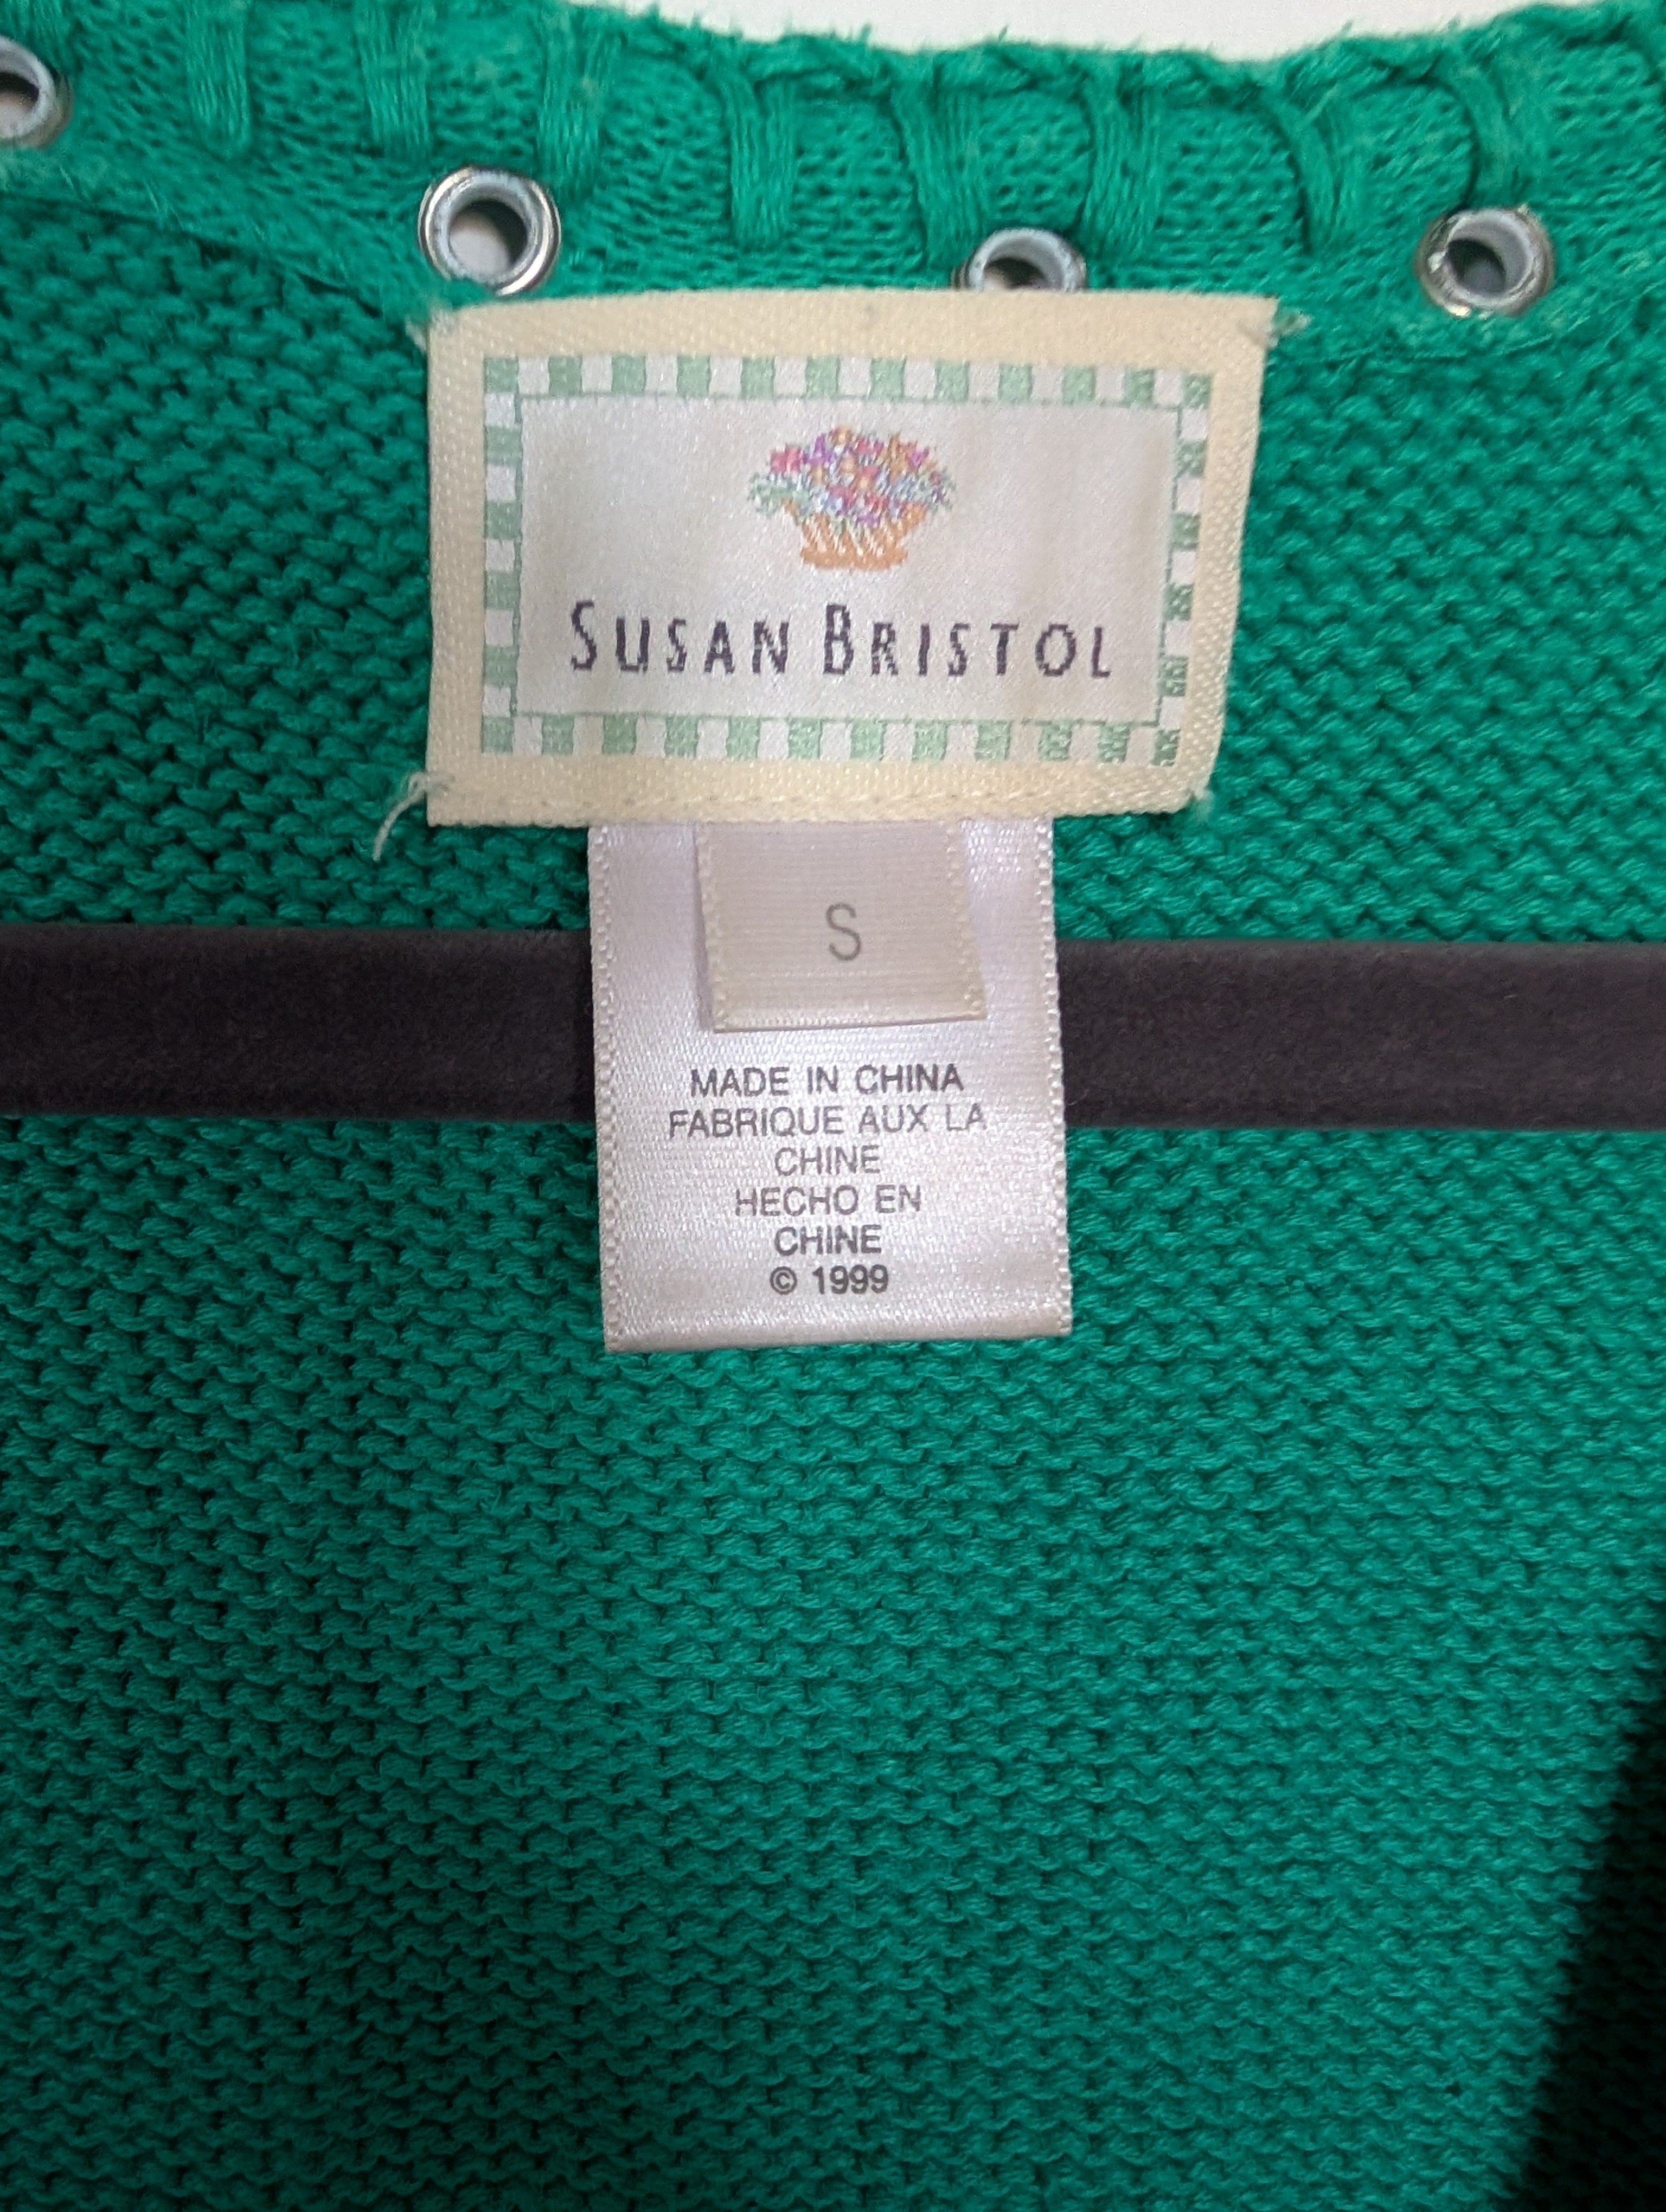 SUSAN BRISTOL
S
MADE IN CHINA
FABRIQUE AUX LA
CHINE
HECHO EN
CHINE
© 1999